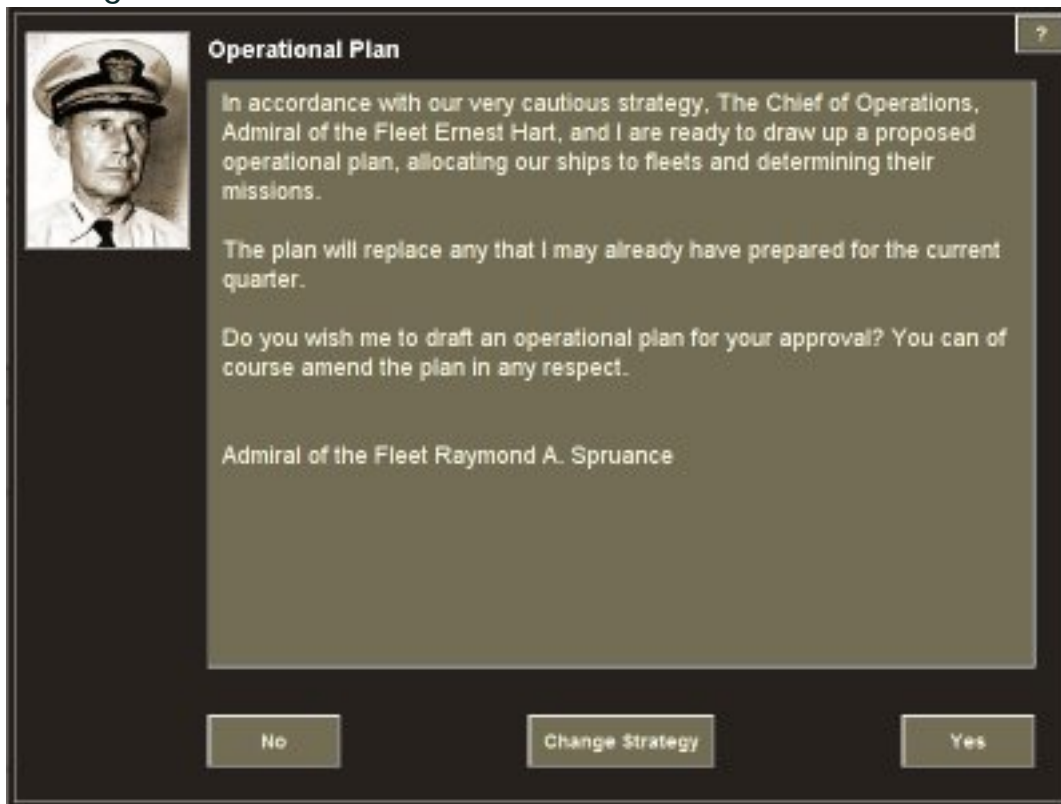 ?
Operational Plan
In accordance with our very cautious strategy, The Chief of Operations,
Admiral of the Fleet Ernest Hart, and I are ready to draw up a proposed
operational plan, allocating our ships to fleets and determining their
missions.
The plan will replace any that I may already have prepared for the current
quarter.
Do you wish me to draft an operational plan for your approval? You can of
course amend the plan in any respect.
Admiral of the Fleet Raymond A. Spruance
No
Change Strategy
Yes